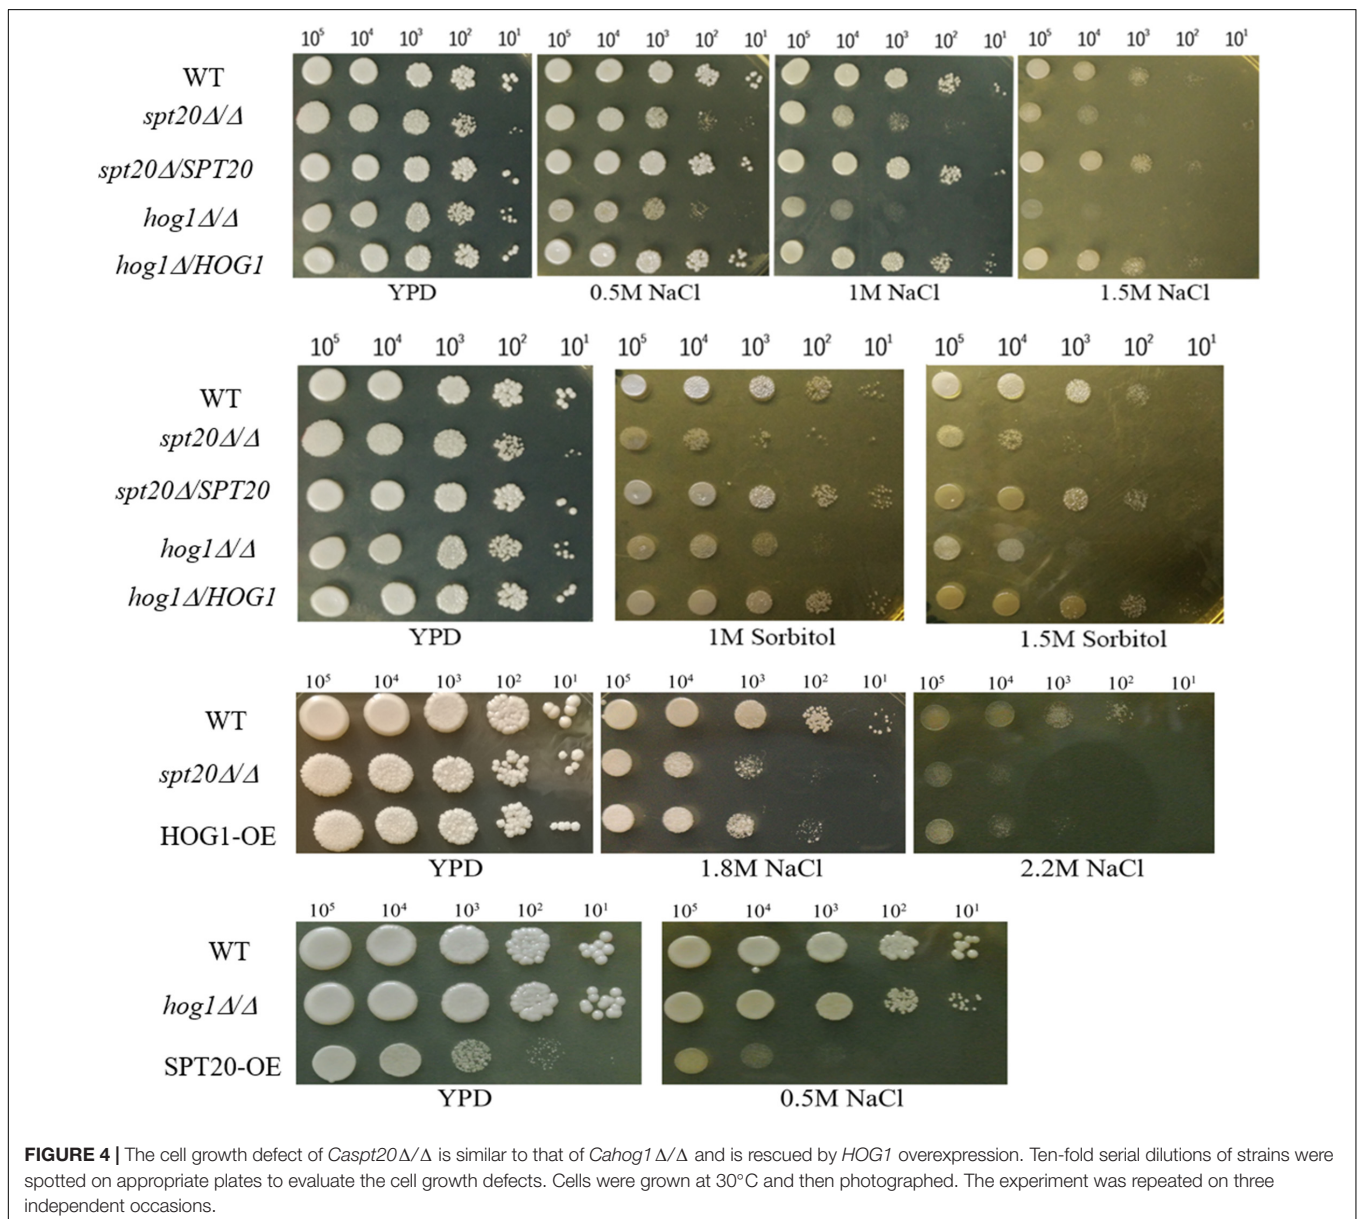 10⁵ 10⁴ 10³ 10² 10¹ 10⁵ 10⁴ 10³ 10² 10¹ 10⁵ 10⁴ 10³ 10² 10¹ 10⁵ 10⁴ 10³ 10² 10¹
WT
spt20Δ/Δ
spt20Δ/SPT20
hog1Δ/Δ
hog1Δ/HOG1
YPD 0.5M NaCl 1M NaCl 1.5M NaCl
10⁵ 10⁴ 10³ 10² 10¹ 10⁵ 10⁴ 10³ 10² 10¹ 10⁵ 10⁴ 10³ 10² 10¹
WT
spt20Δ/Δ
spt20Δ/SPT20
hog1Δ/Δ
hog1Δ/HOG1
YPD 1M Sorbitol 1.5M Sorbitol
10⁵ 10⁴ 10³ 10² 10¹ 10⁵ 10⁴ 10³ 10² 10¹ 10⁵ 10⁴ 10³ 10² 10¹
WT
spt20Δ/Δ
HOG1-OE
YPD 1.8M NaCl 2.2M NaCl
10⁵ 10⁴ 10³ 10² 10¹ 10⁵ 10⁴ 10³ 10² 10¹
WT
hog1Δ/Δ
SPT20-OE
YPD 0.5M NaCl
FIGURE 4 | The cell growth defect of Caspt20Δ/Δ is similar to that of Cahog1Δ/Δ and is rescued by HOG1 overexpression. Ten-fold serial dilutions of strains were
spotted on appropriate plates to evaluate the cell growth defects. Cells were grown at 30°C and then photographed. The experiment was repeated on three
independent occasions.